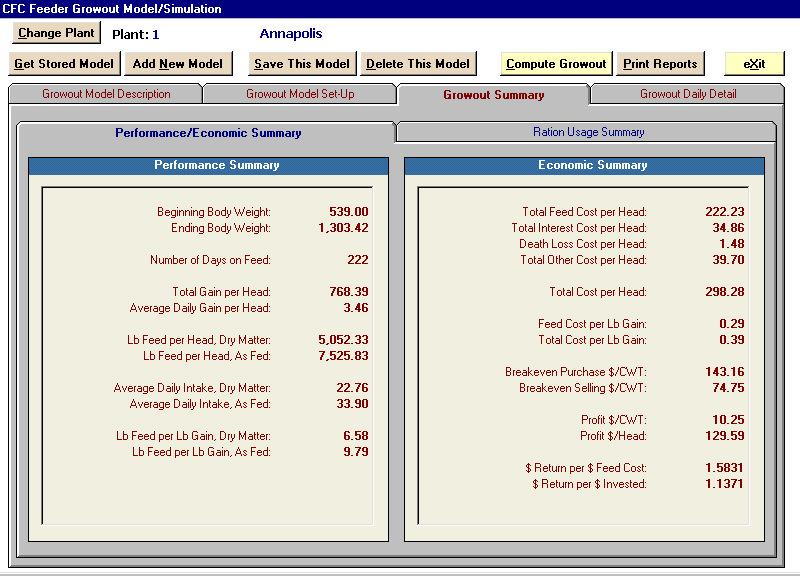 CFC Feeder Growout Model/Simulation
Change Plant Plant: 1 Annapolis
Get Stored Model Add New Model Save This Model Delete This Model Compute Growout Print Reports eXit
Growout Model Description Growout Model Set-Up Growout Summary Growout Daily Detail
Performance/Economic Summary Ration Usage Summary
Performance Summary
Beginning Body Weight: 539.00
Ending Body Weight: 1,303.42
Number of Days on Feed: 222
Total Gain per Head: 768.39
Average Daily Gain per Head: 3.46
Lb Feed per Head, Dry Matter: 5,052.33
Lb Feed per Head, As Fed: 7,525.83
Average Daily Intake, Dry Matter: 22.76
Average Daily Intake, As Fed: 33.90
Lb Feed per Lb Gain, Dry Matter: 6.58
Lb Feed per Lb Gain, As Fed: 9.79
Economic Summary
Total Feed Cost per Head: 222.23
Total Interest Cost per Head: 34.86
Death Loss Cost per Head: 1.48
Total Other Cost per Head: 39.70
Total Cost per Head: 298.28
Feed Cost per Lb Gain: 0.29
Total Cost per Lb Gain: 0.39
Breakeven Purchase $/CWT: 143.16
Breakeven Selling $/CWT: 74.75
Profit $/CWT: 10.25
Profit $/Head: 129.59
$ Return per $ Feed Cost: 1.5831
$ Return per $ Invested: 1.1371